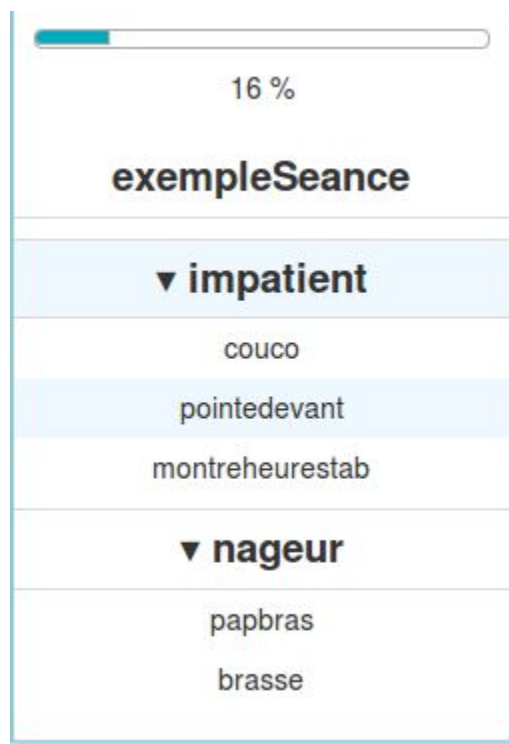 16 %
exempleSeance
▾ impatient
couco
pointedevant
montreheurestab
▾ nageur
papbras
brasse